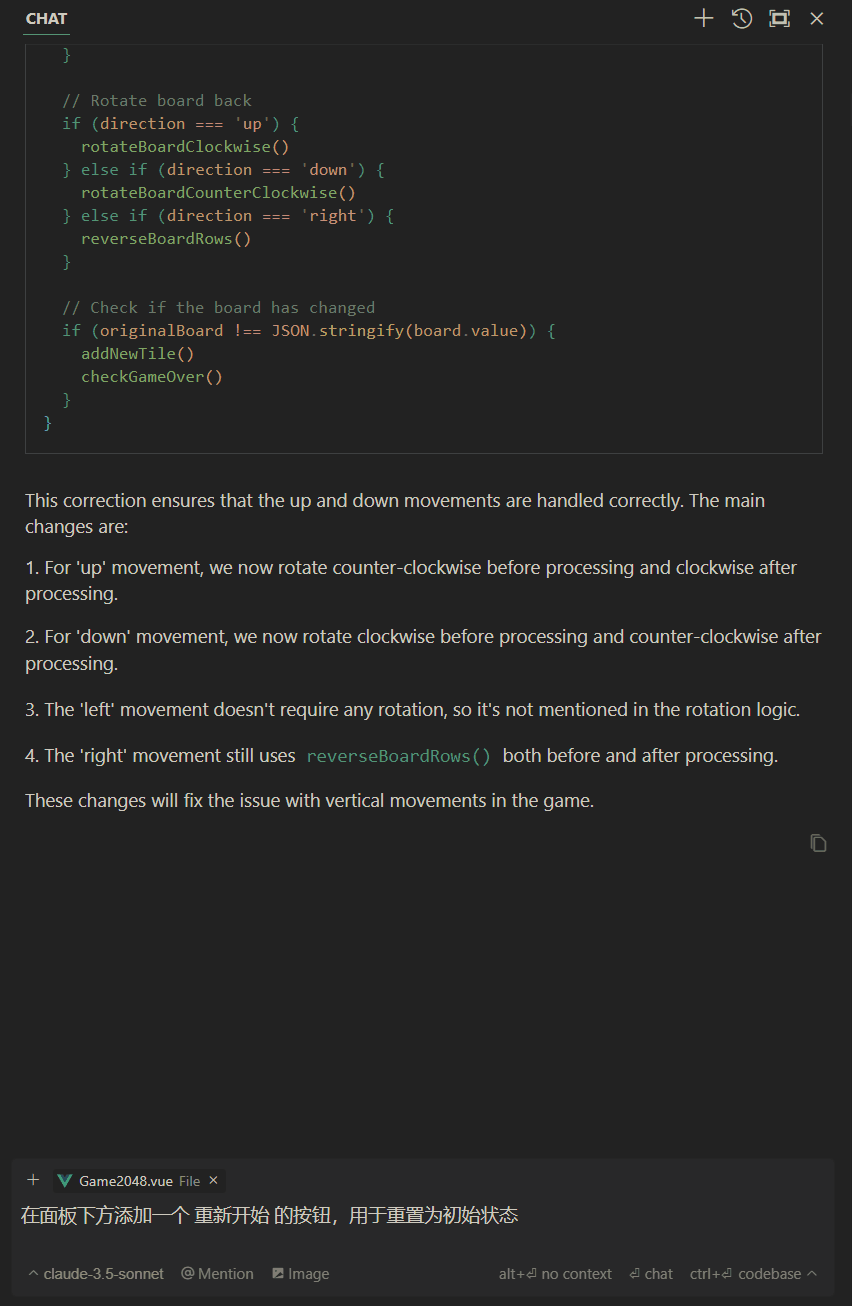 CHAT
}
// Rotate board back
if (direction === 'up') {
rotateBoardClockwise()
} else if (direction === 'down') {
rotateBoardCounterClockwise()
} else if (direction === 'right') {
reverseBoardRows()
}
// Check if the board has changed
if (originalBoard !== JSON.stringify(board.value)) {
addNewTile()
checkGameOver()
}
}
This correction ensures that the up and down movements are handled correctly. The main
changes are:
1. For 'up' movement, we now rotate counter-clockwise before processing and clockwise after
processing.
2. For 'down' movement, we now rotate clockwise before processing and counter-clockwise after
processing.
3. The 'left' movement doesn't require any rotation, so it's not mentioned in the rotation logic.
4. The 'right' movement still uses reverseBoardRows() both before and after processing.
These changes will fix the issue with vertical movements in the game.
+ Game2048.vue File ×
在面板下方添加一个 重新开始 的按钮，用于重置为初始状态
^ claude-3.5-sonnet @ Mention Image alt+⏎ no context ⏎ chat ctrl+⏎ codebase ^